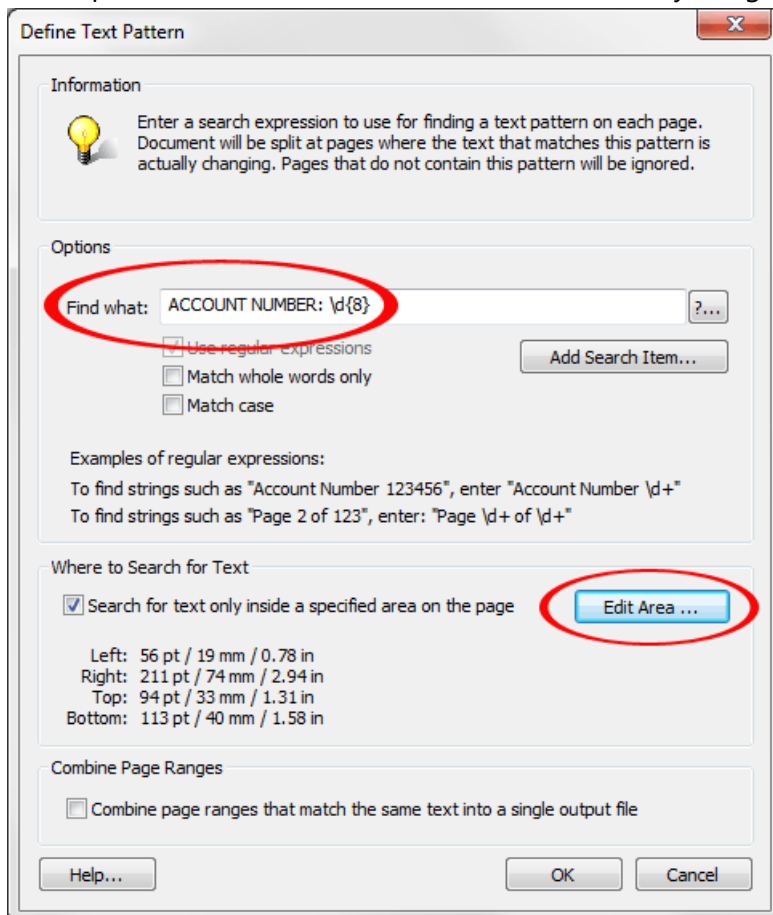 Define Text Pattern
Information
Enter a search expression to use for finding a text pattern on each page.
Document will be split at pages where the text that matches this pattern is
actually changing. Pages that do not contain this pattern will be ignored.
Options
Find what: ACCOUNT NUMBER: \d{8} ?...
Use regular expressions Add Search Item...
Match whole words only
Match case
Examples of regular expressions:
To find strings such as "Account Number 123456", enter "Account Number \d+"
To find strings such as "Page 2 of 123", enter: "Page \d+ of \d+"
Where to Search for Text
Search for text only inside a specified area on the page Edit Area ...
Left: 56 pt / 19 mm / 0.78 in
Right: 211 pt / 74 mm / 2.94 in
Top: 94 pt / 33 mm / 1.31 in
Bottom: 113 pt / 40 mm / 1.58 in
Combine Page Ranges
Combine page ranges that match the same text into a single output file
Help... OK Cancel